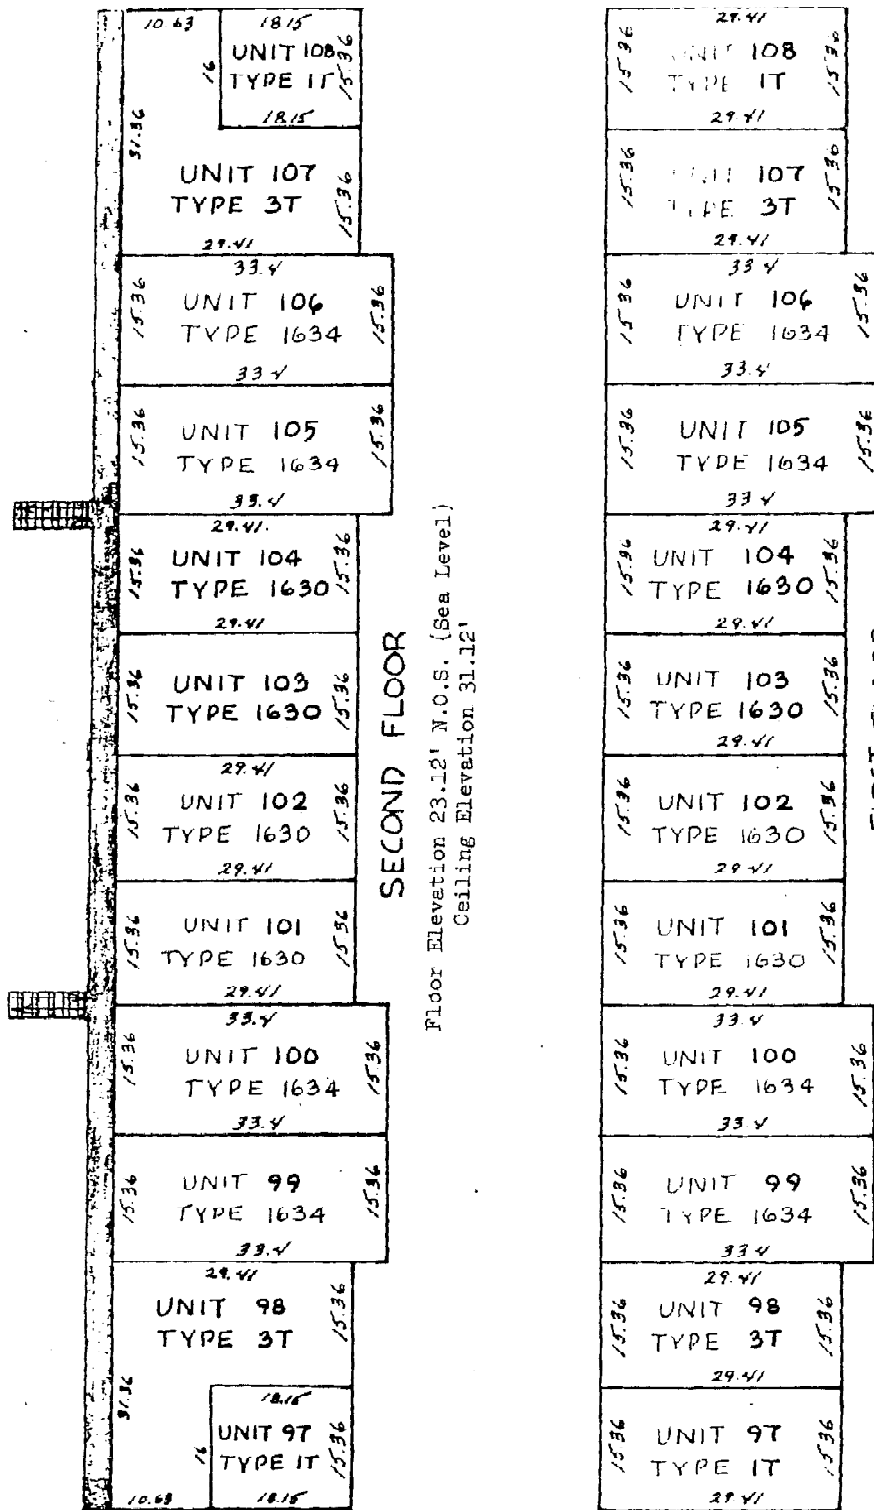 10.63
18.15
UNIT 108
TYPE 1T
15.36
16
18.15
31.36
UNIT 107
TYPE 3T
15.36
29.41
33.4
15.36
UNIT 106
TYPE 1634
15.36
33.4
15.36
UNIT 105
TYPE 1634
15.36
33.4
29.41
15.36
UNIT 104
TYPE 1630
15.36
29.41
15.36
UNIT 103
TYPE 1630
15.36
29.41
15.36
UNIT 102
TYPE 1630
15.36
29.41
15.36
UNIT 101
TYPE 1630
15.36
29.41
33.4
15.36
UNIT 100
TYPE 1634
15.36
33.4
15.36
UNIT 99
TYPE 1634
15.36
33.4
29.41
UNIT 98
TYPE 3T
15.36
31.36
18.15
16
UNIT 97
TYPE 1T
15.36
10.63
18.15
SECOND FLOOR
Floor Elevation 23.12' N.O.S. (Sea Level)
Ceiling Elevation 31.12'
29.41
15.36
UNIT 108
TYPE 1T
15.36
29.41
15.36
UNIT 107
TYPE 3T
15.36
29.41
33.4
15.36
UNIT 106
TYPE 1634
15.36
33.4
15.36
UNIT 105
TYPE 1634
15.36
33.4
29.41
15.36
UNIT 104
TYPE 1630
15.36
29.41
15.36
UNIT 103
TYPE 1630
15.36
29.41
15.36
UNIT 102
TYPE 1630
15.36
29.41
15.36
UNIT 101
TYPE 1630
15.36
29.41
33.4
15.36
UNIT 100
TYPE 1634
15.36
33.4
15.36
UNIT 99
TYPE 1634
15.36
33.4
29.41
15.36
UNIT 98
TYPE 3T
15.36
29.41
15.36
UNIT 97
TYPE 1T
15.36
29.41